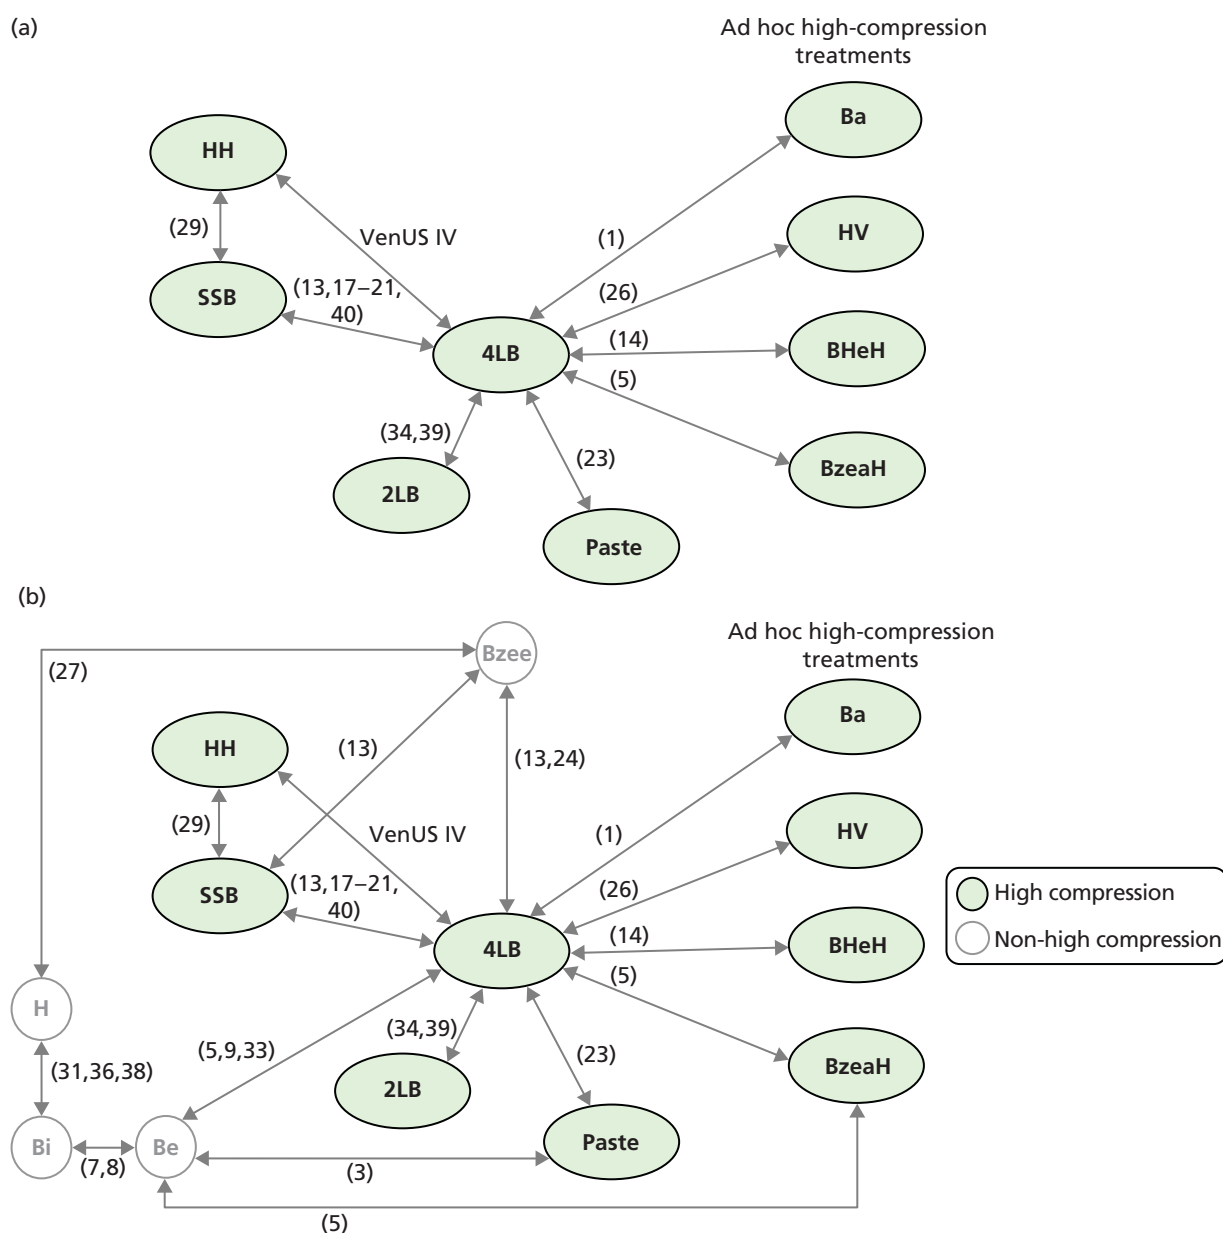 (a)
Ad hoc high-compression
treatments
Ba
HH
HV
(29)
VenUS IV
(1)
SSB
(13,17–21,
40)
(26)
4LB
(14)
BHeH
(5)
(34,39)
(23)
BzeaH
2LB
Paste
(b)
Ad hoc high-compression
treatments
Bzee
(27)
Ba
HH
(13)
(13,24)
(29)
VenUS IV
(1)
HV
SSB
(13,17–21,
40)
(26)
High compression
Non-high compression
4LB
(14)
BHeH
(5)
H
(5,9,33)
(34,39)
(23)
BzeaH
(31,36,38)
2LB
Bi
(7,8)
Be
Paste
(3)
(5)